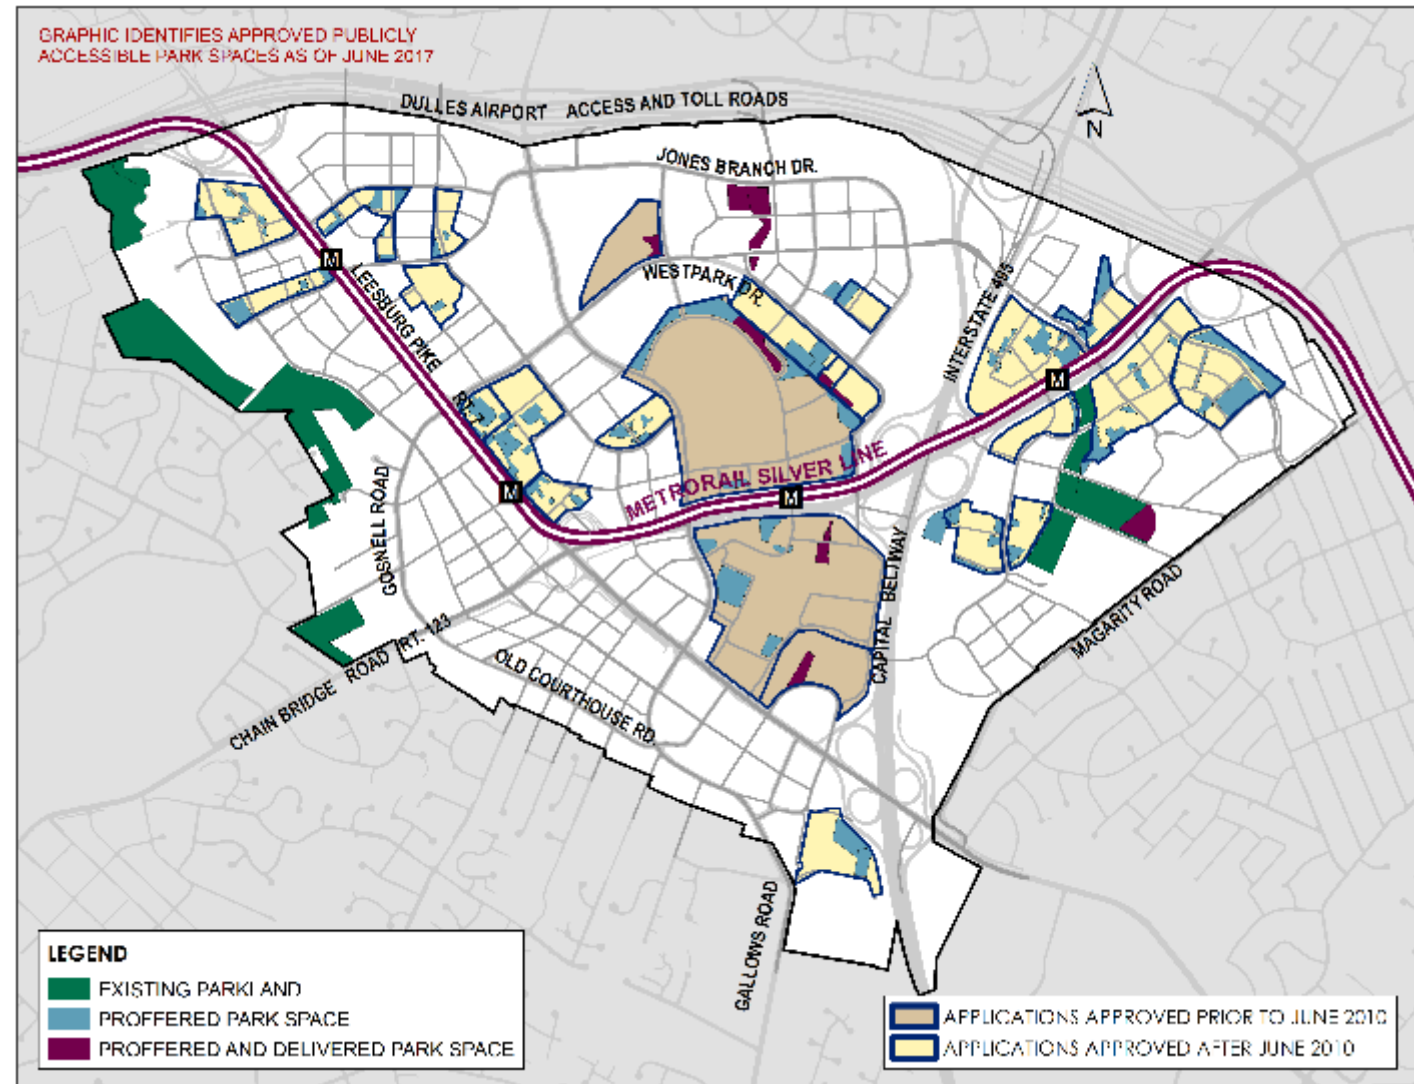 GRAPHIC IDENTIFIES APPROVED PUBLICLY
ACCESSIBLE PARK SPACES AS OF JUNE 2017
DULLES AIRPORT ACCESS AND TOLL ROADS
N
JONES BRANCH DR.
WESTPARK DR.
INTERSTATE 495
M
LEESBURG PIKE
RT. 7
M
METRORAIL SILVER LINE
M
M
GOSNELL ROAD
CAPITAL BELTWAY
MAGARITY ROAD
CHAIN BRIDGE ROAD RT. 123
OLD COURTHOUSE RD.
GALLOWS ROAD
LEGEND
EXISTING PARKLAND
PROFFERED PARK SPACE
PROFFERED AND DELIVERED PARK SPACE
APPLICATIONS APPROVED PRIOR TO JUNE 2010
APPLICATIONS APPROVED AFTER JUNE 2010